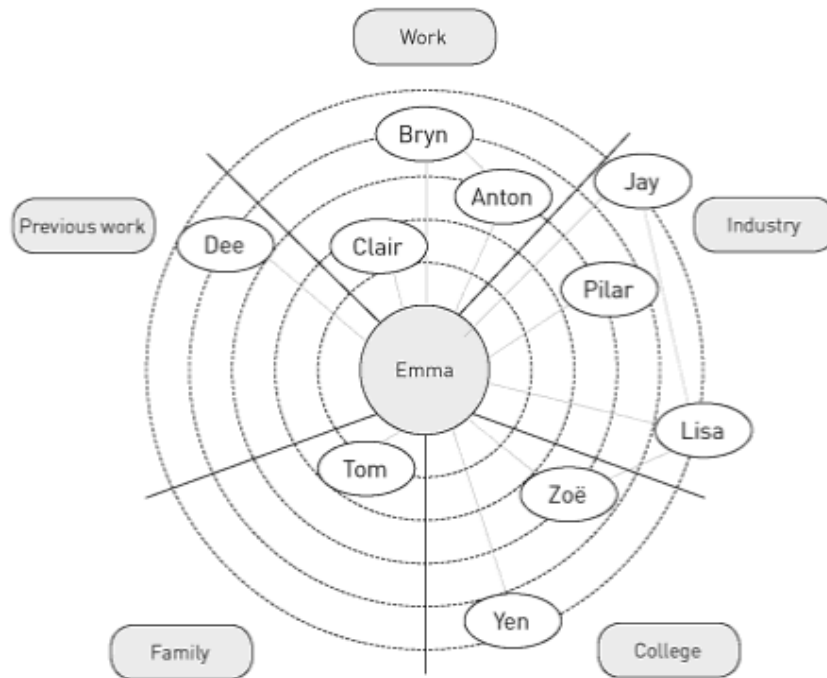 Work
Bryn
Anton
Jay
Previous work
Industry
Dee
Clair
Pilar
Emma
Lisa
Tom
Zoë
Yen
Family
College